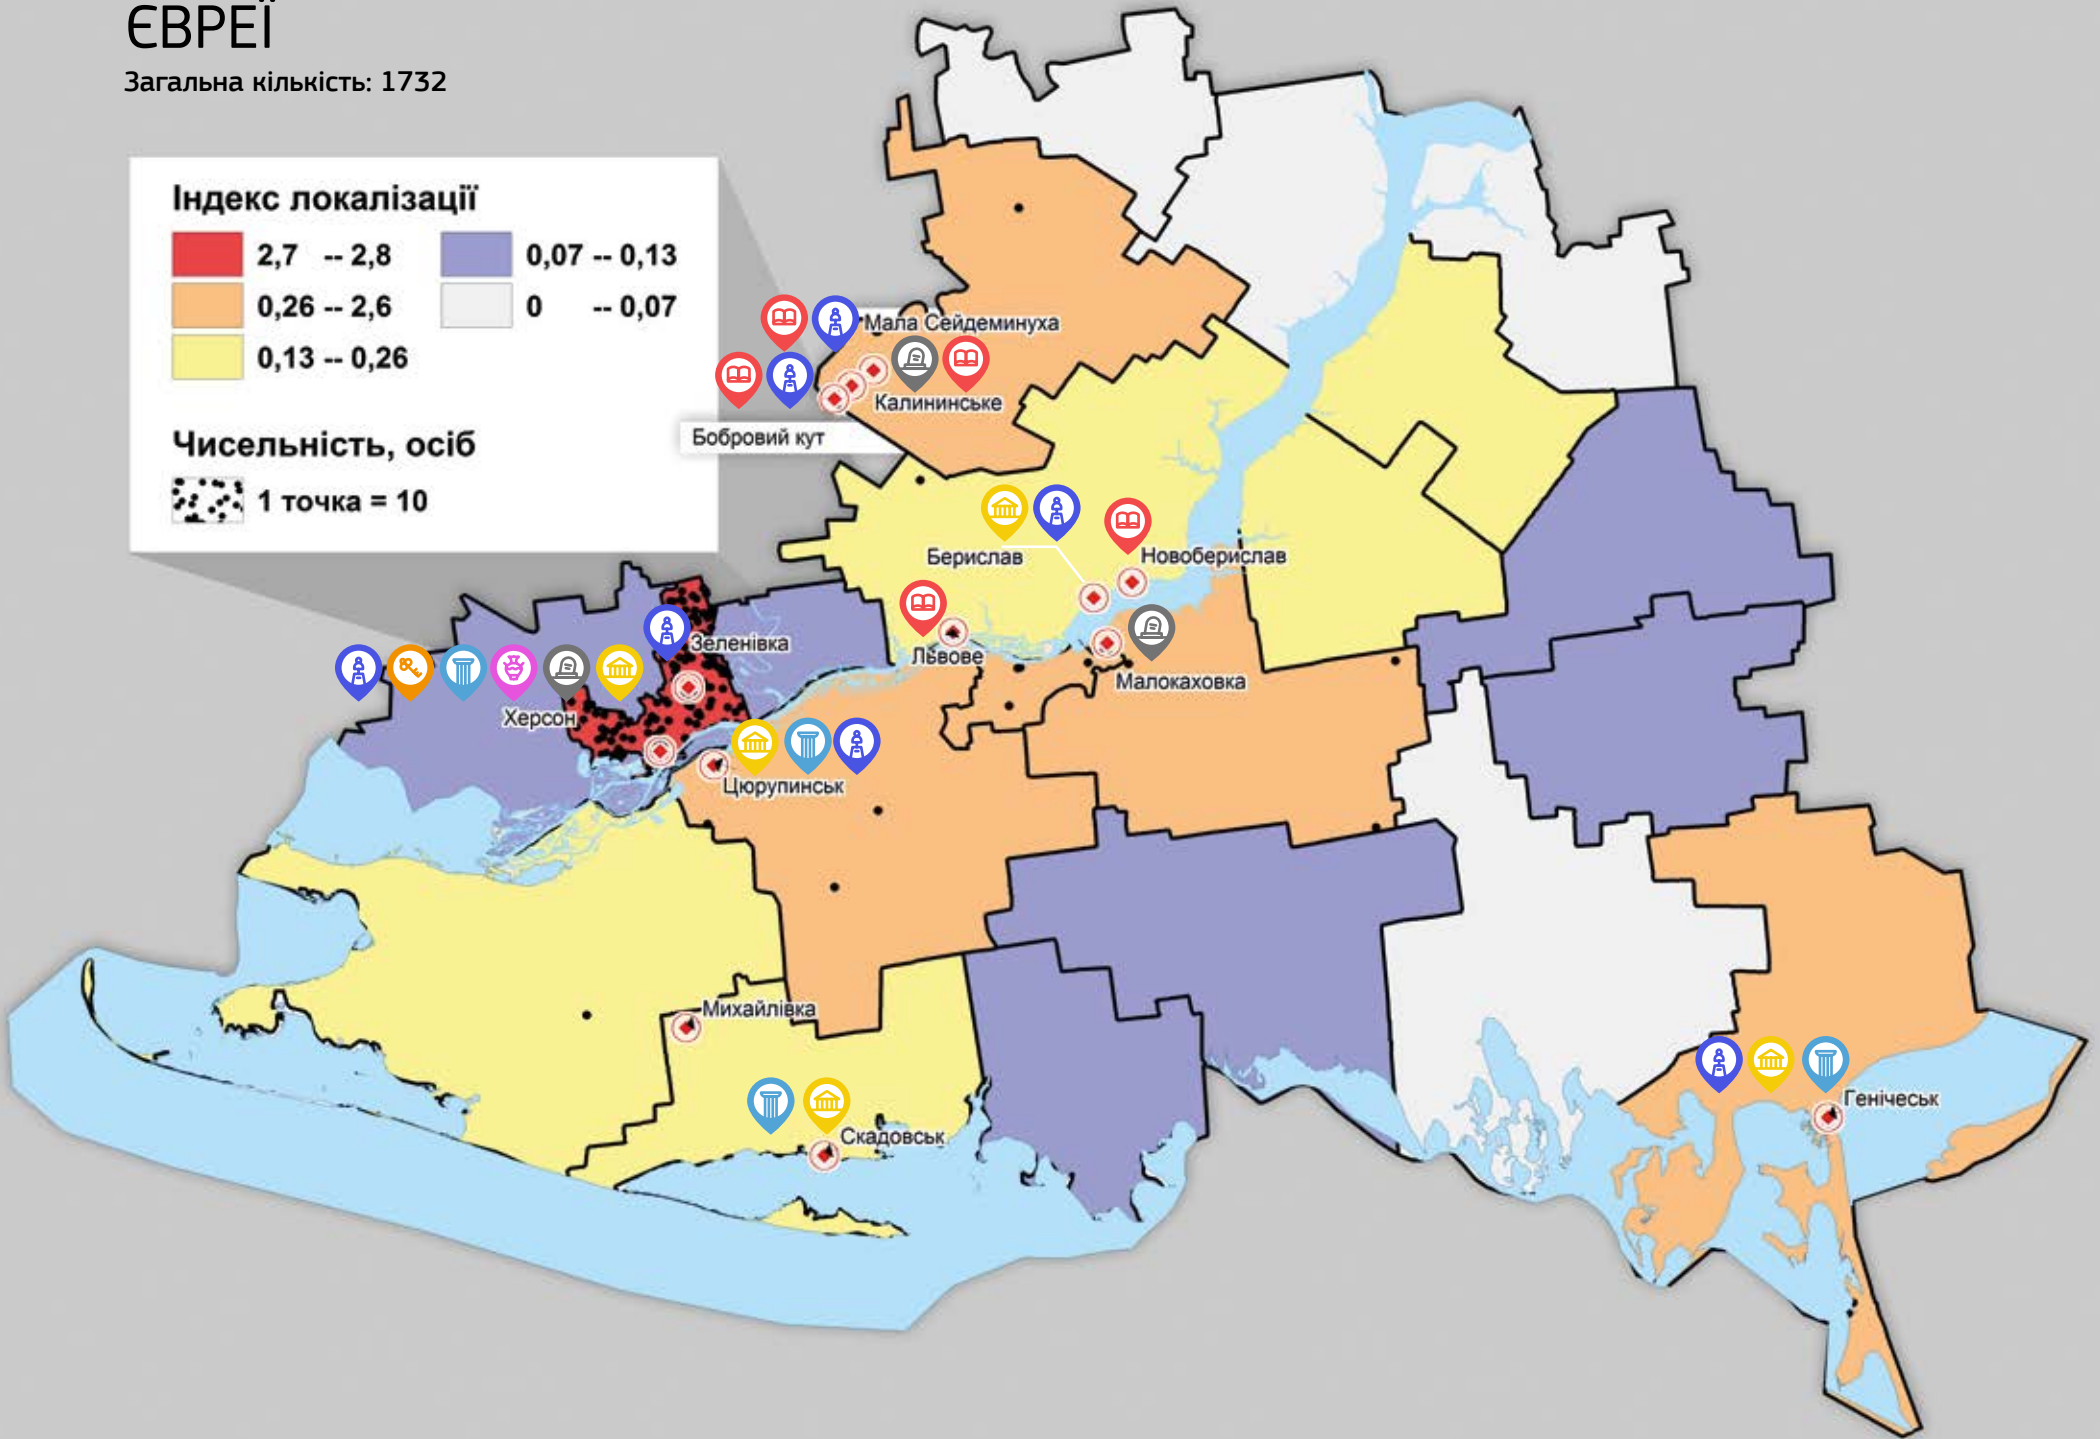 ЄВРЕЇ
Загальна кількість: 1732
Індекс локалізації
2,7 -- 2,8
0,07 -- 0,13
0,26 -- 2,6
0 -- 0,07
0,13 -- 0,26
Чисельність, осіб
1 точка = 10
Мала Сейдеминуха
Калининське
Бобровий кут
Берислав
Новоберислав
Зеленівка
Львове
Малокаховка
Херсон
Цюрупинськ
Михайлівка
Генічеськ
Скадовськ